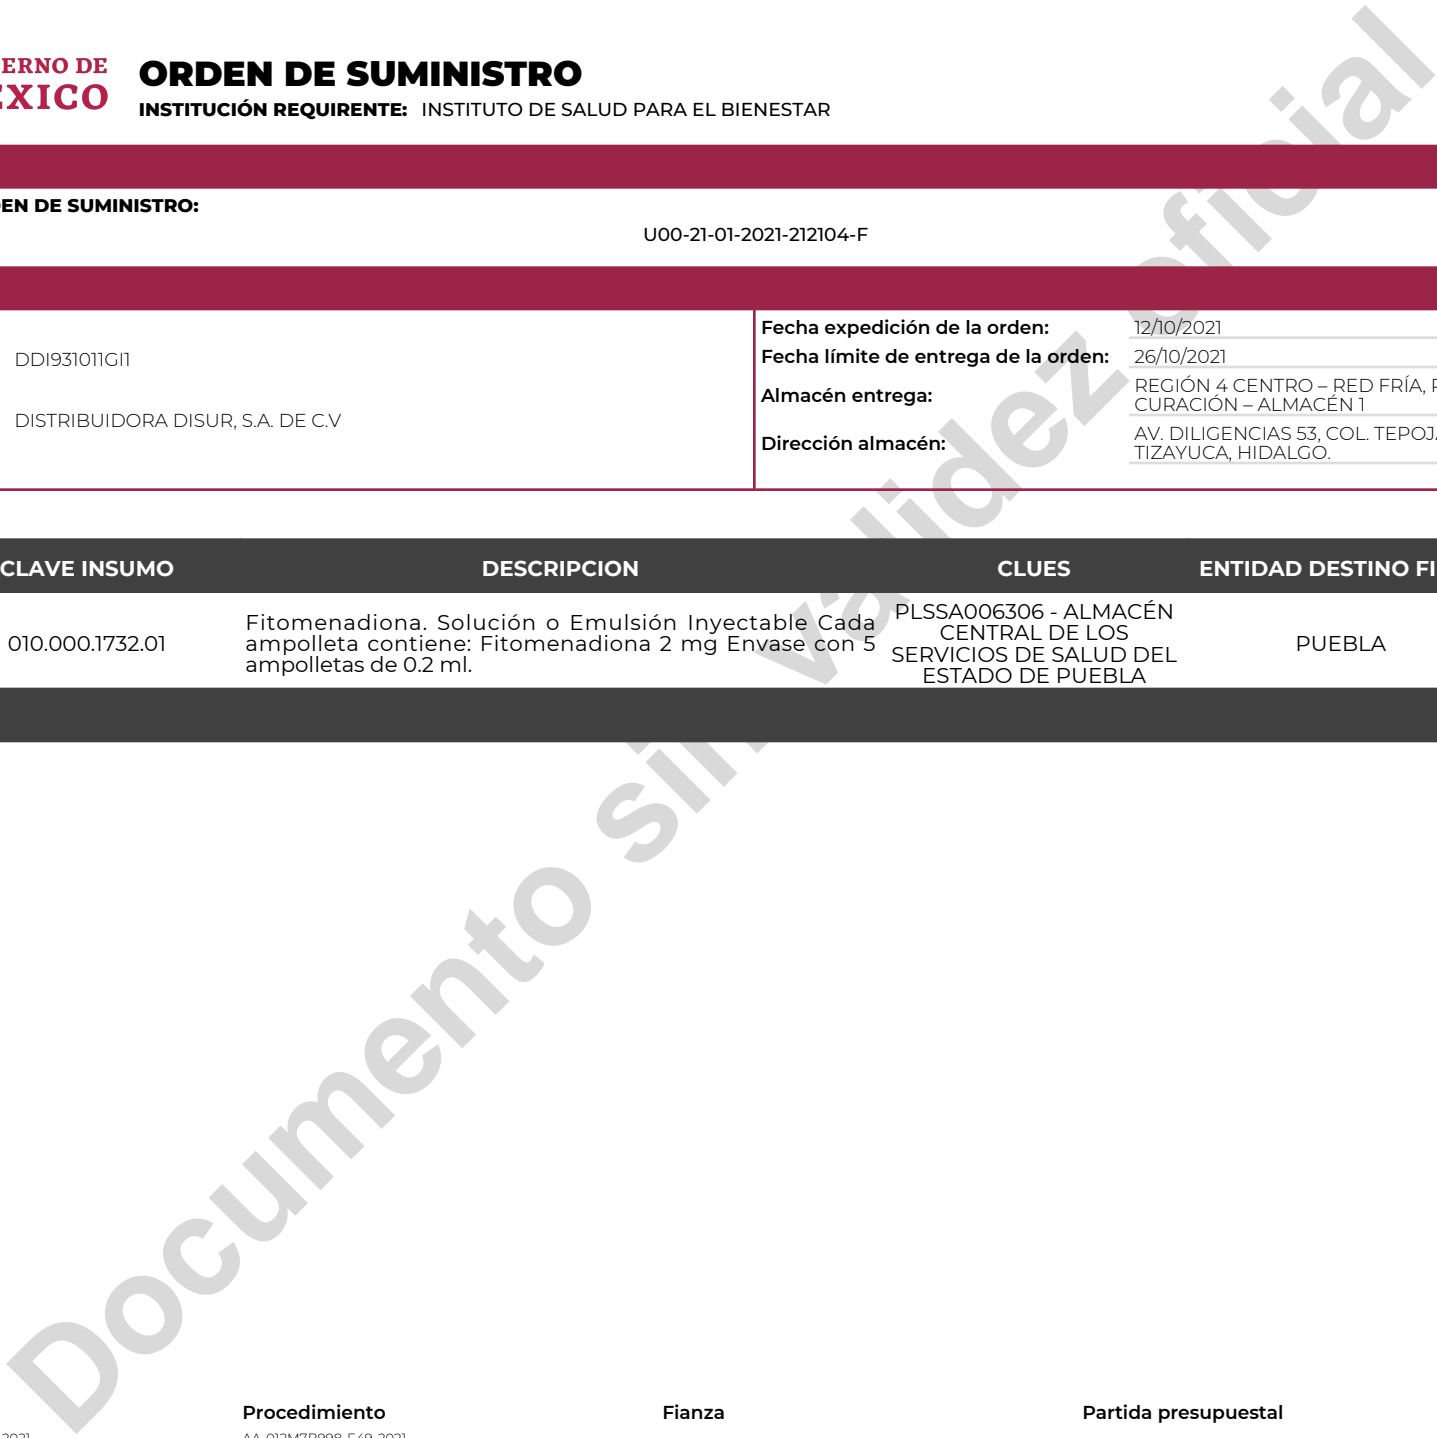 ERNO DE
ORDEN DE SUMINISTRO
INSTITUCIÓN REQUIRENTE: INSTITUTO DE SALUD PARA EL BIENESTAR
EN DE SUMINISTRO:
U00-21-01-2021-212104-F
Fecha expedición de la orden: 12/10/2021
DDI931011GI1
Fecha límite de entrega de la orden: 26/10/2021
Almacén entrega:
REGIÓN 4 CENTRO – RED FRÍA,
CURACIÓN – ALMACÉN 1
DISTRIBUIDORA DISUR, S.A. DE C.V
Dirección almacén:
AV. DILIGENCIAS 53, COL. TEPOJ
TIZAYUCA, HIDALGO.
CLAVE INSUMO DESCRIPCION CLUES ENTIDAD DESTINO FI
010.000.1732.01
Fitomenadiona. Solución o Emulsión Inyectable Cada
ampolleta contiene: Fitomenadiona 2 mg Envase con 5
ampolletas de 0.2 ml.
PLSSA006306 - ALMACÉN
CENTRAL DE LOS
SERVICIOS DE SALUD DEL
ESTADO DE PUEBLA
PUEBLA
Documento sin validez oficial
Procedimiento Fianza Partida presupuestal